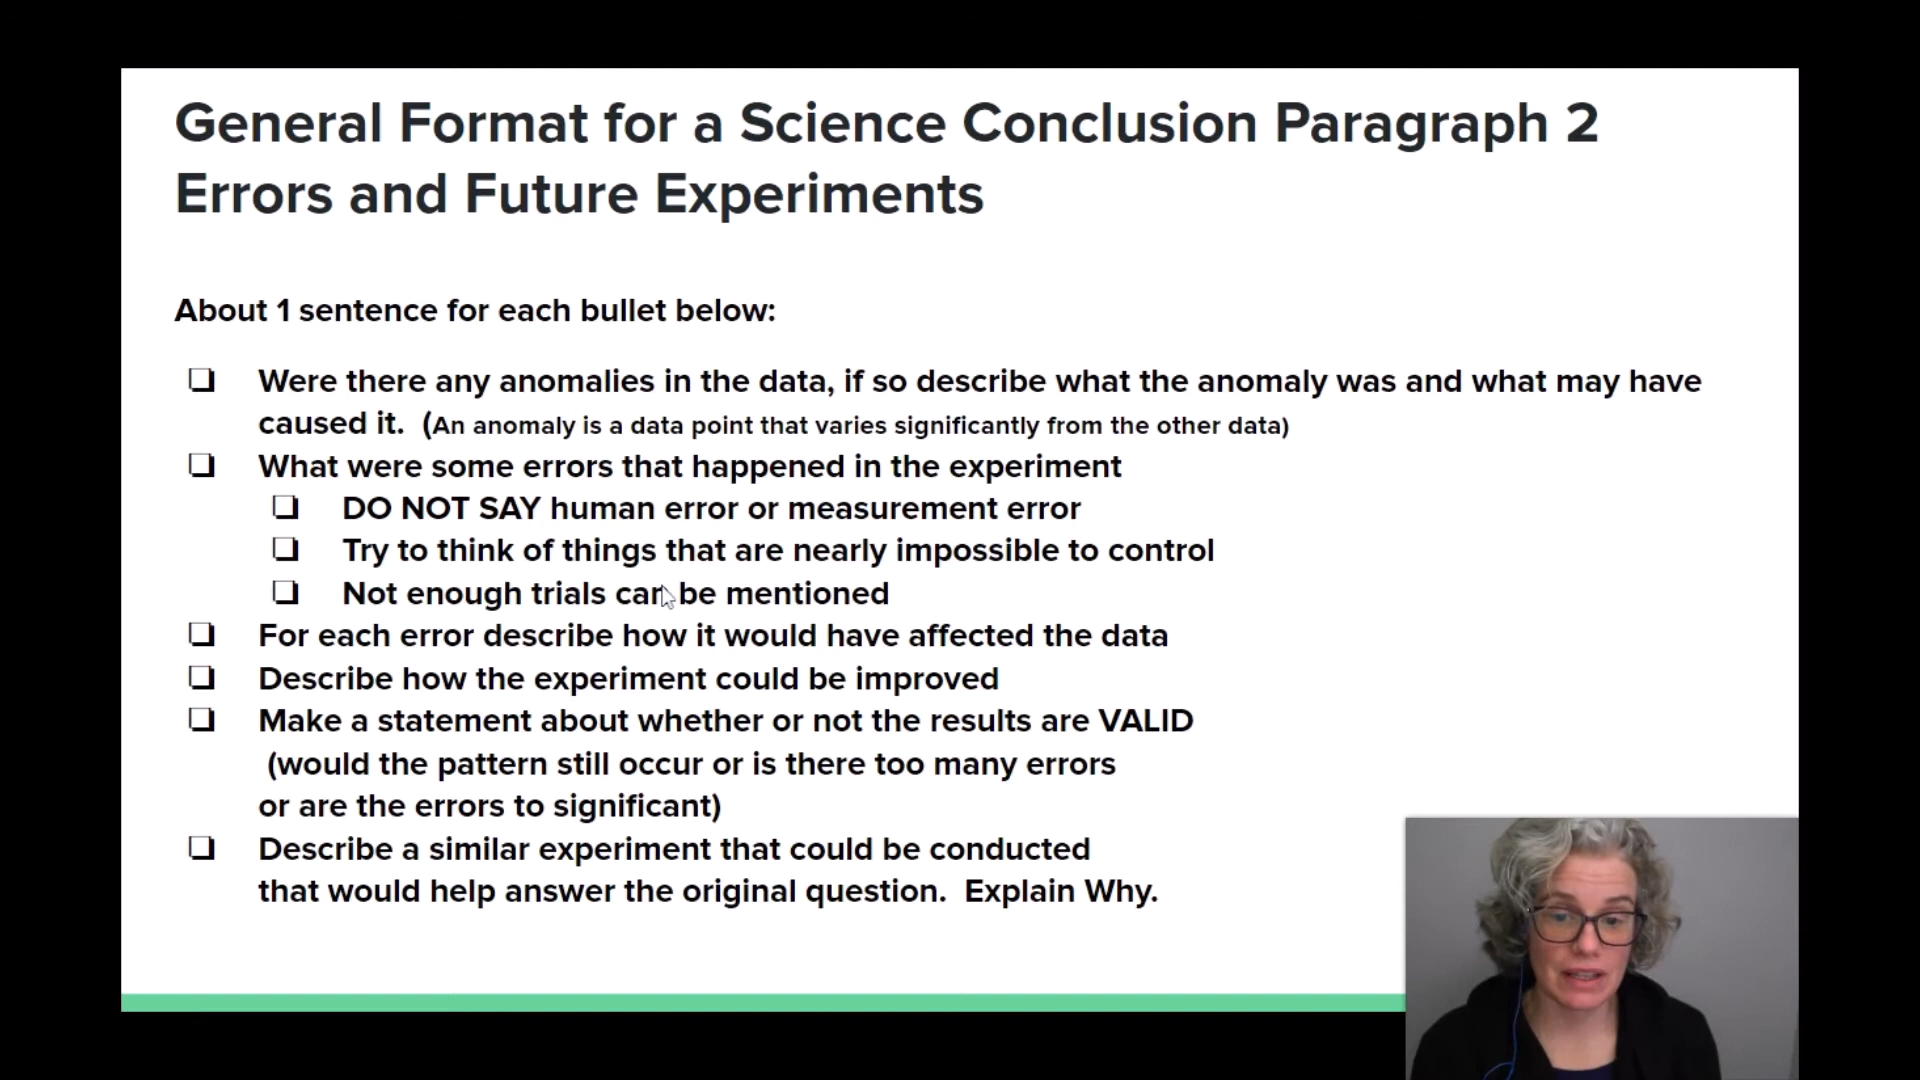 General Format for a Science Conclusion Paragraph 2
Errors and Future Experiments
About 1 sentence for each bullet below:
Were there any anomalies in the data, if so describe what the anomaly was and what may have
caused it. (An anomaly is a data point that varies significantly from the other data)
What were some errors that happened in the experiment
DO NOT SAY human error or measurement error
Try to think of things that are nearly impossible to control
Not enough trials can be mentioned
For each error describe how it would have affected the data
Describe how the experiment could be improved
Make a statement about whether or not the results are VALID
(would the pattern still occur or is there too many errors
or are the errors to significant)
Describe a similar experiment that could be conducted
that would help answer the original question. Explain Why.